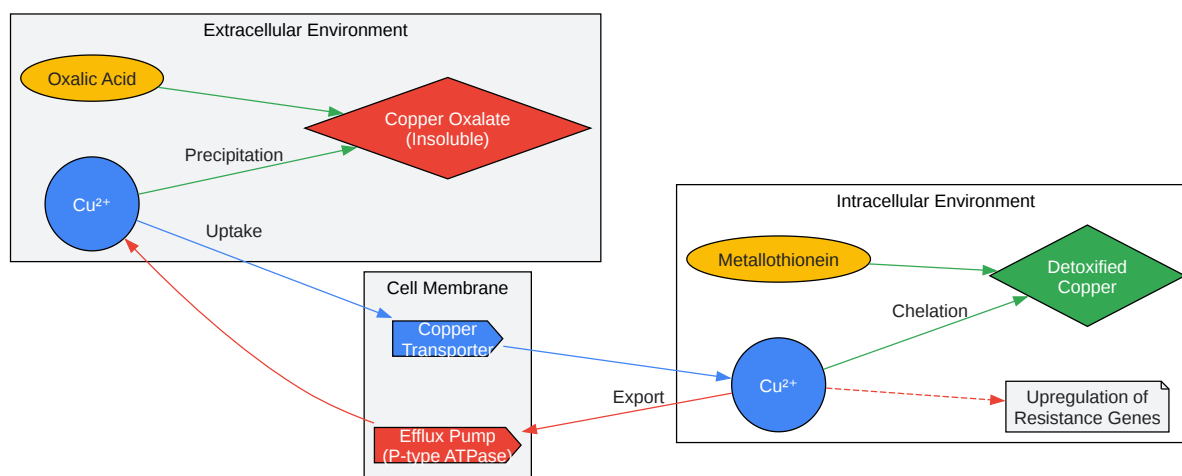 Extracellular Environment
Oxalic Acid
Copper Oxalate
(Insoluble)
Precipitation
Cu²⁺
Uptake
Cell Membrane
Copper
Transporter
Efflux Pump
(P-type ATPase)
Export
Intracellular Environment
Metallothionein
Detoxified
Copper
Chelation
Cu²⁺
Upregulation of
Resistance Genes